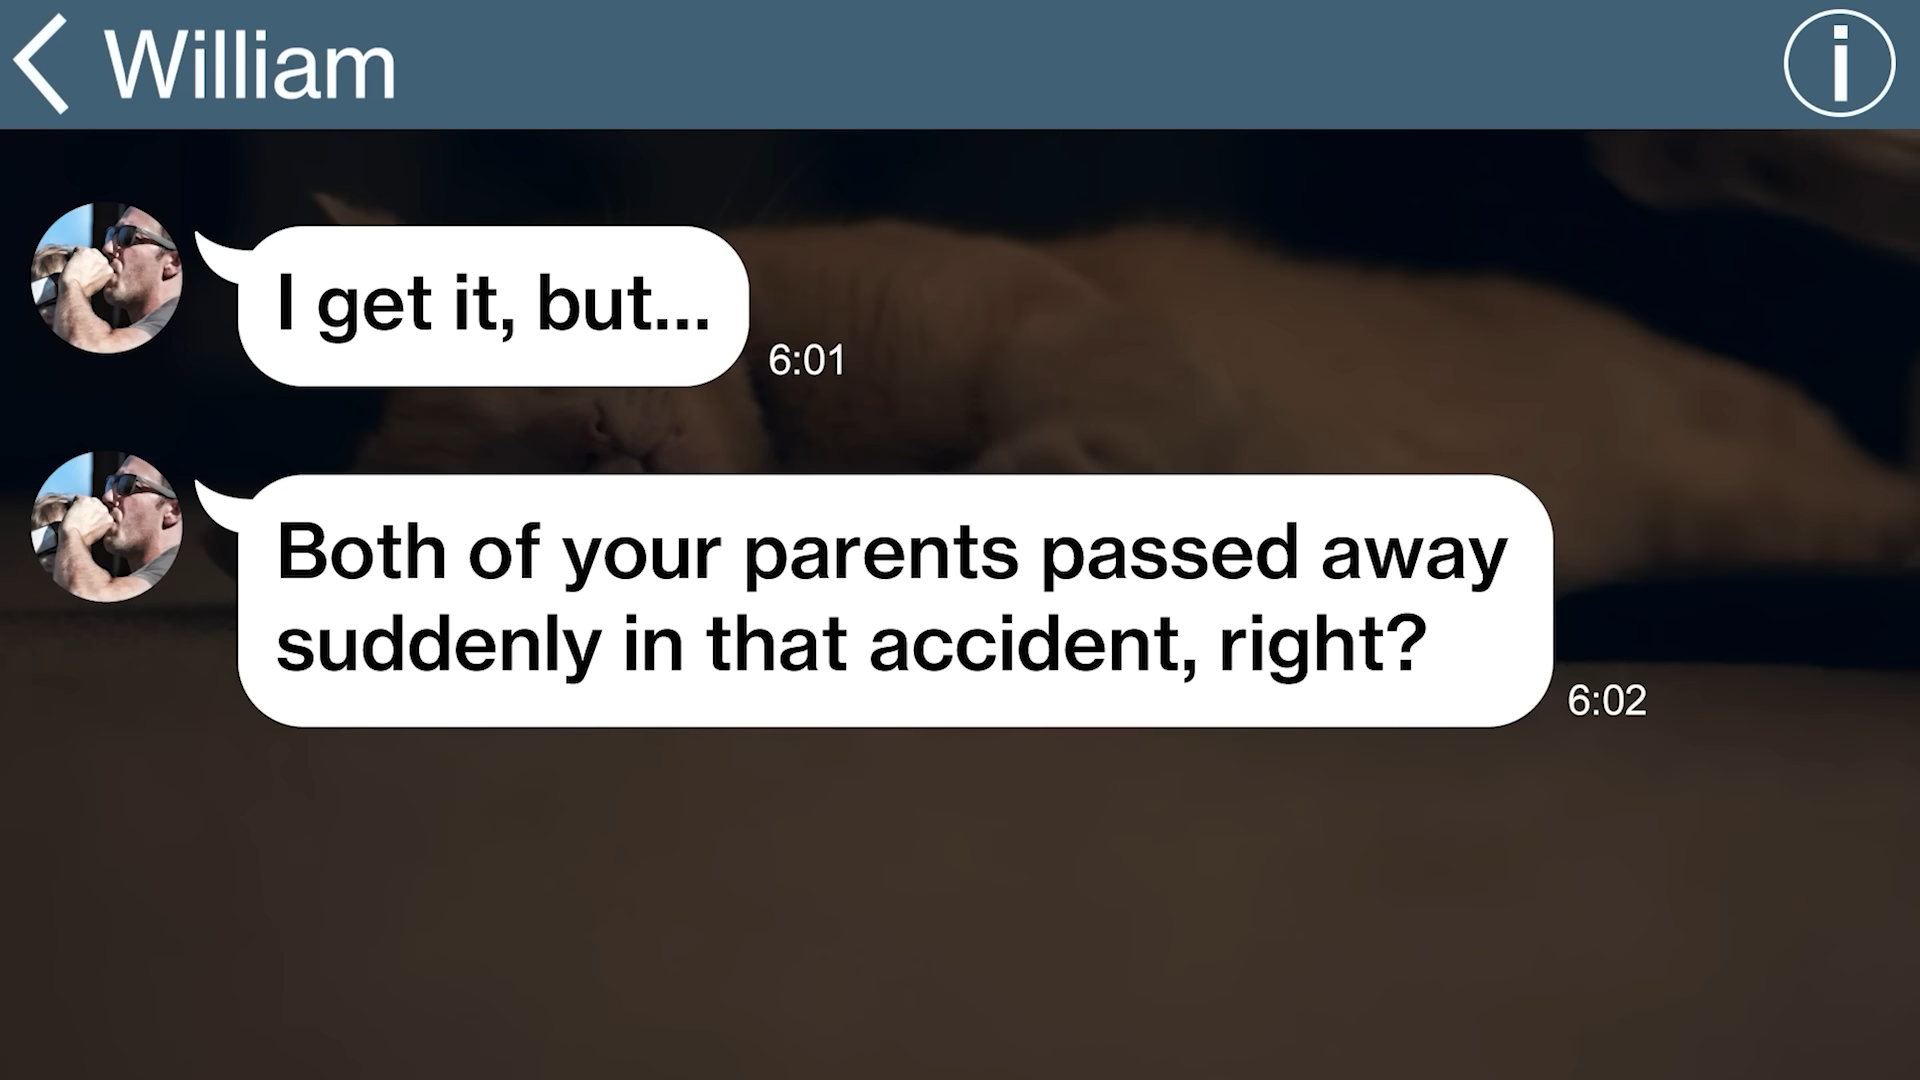 William
I get it, but...
6:01
Both of your parents passed away
suddenly in that accident, right?
6:02